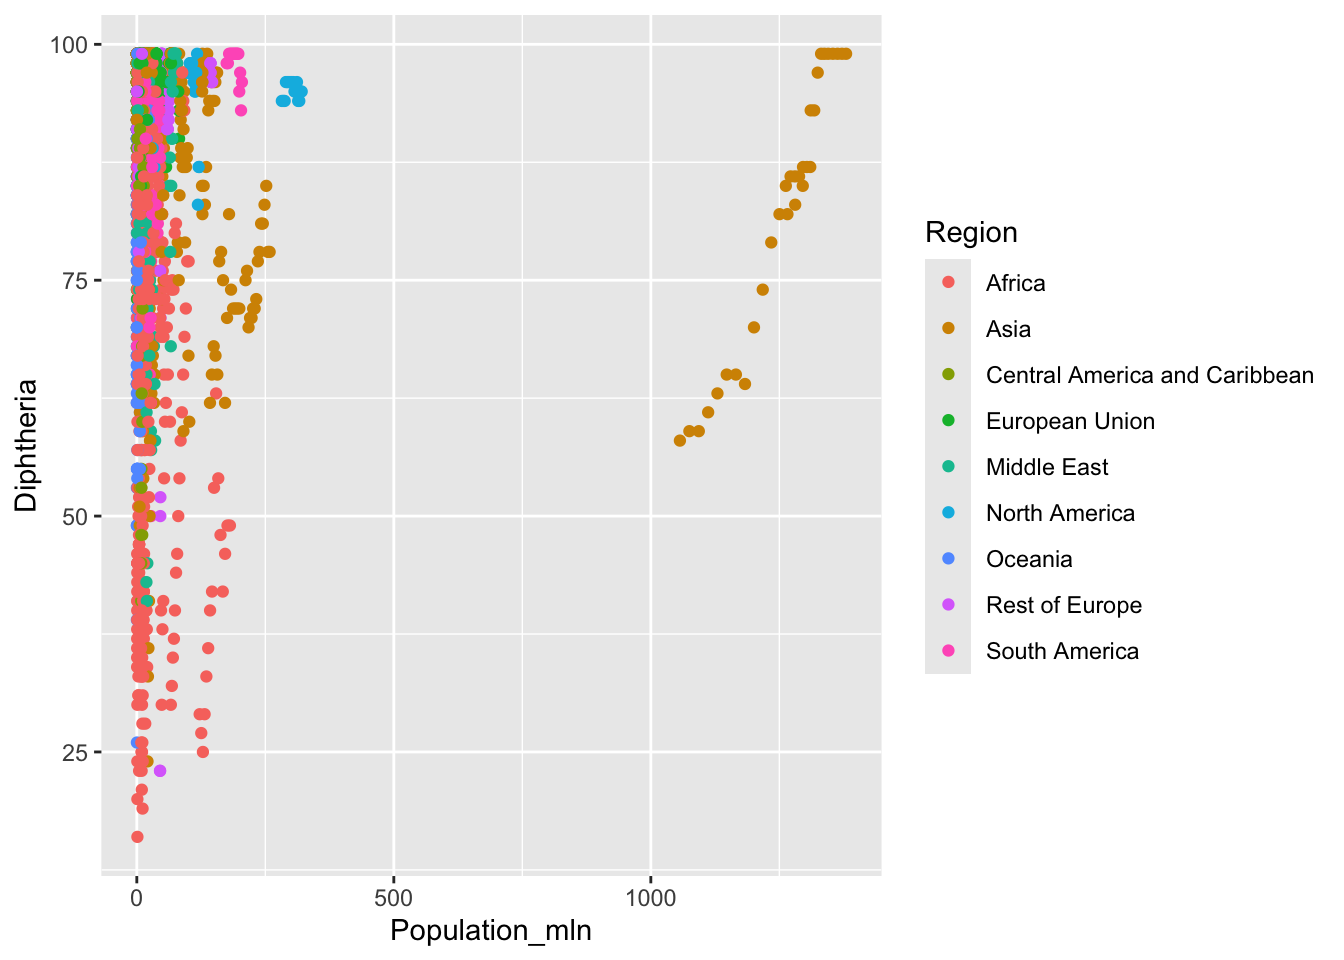 100
75
50
25
Diphtheria
0
500
1000
Population_mln
Region
Africa
Asia
Central America and Caribbean
European Union
Middle East
North America
Oceania
Rest of Europe
South America